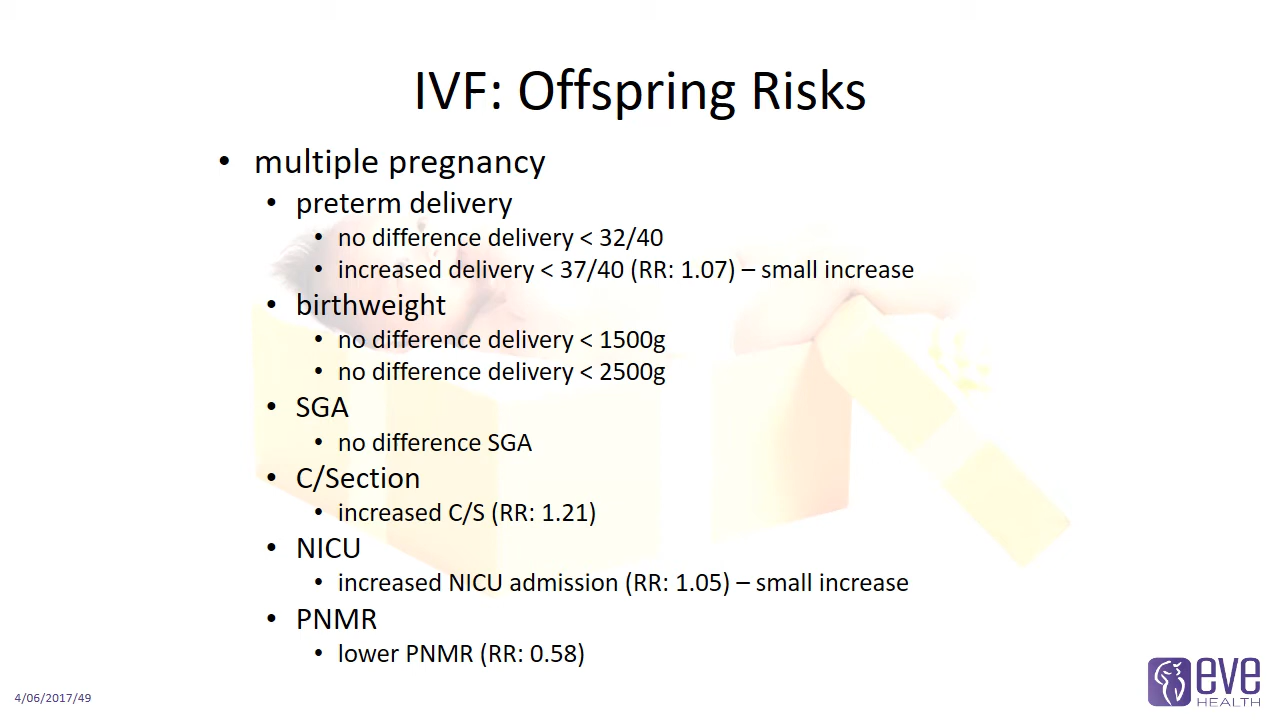 IVF: Offspring Risks
• multiple pregnancy
• preterm delivery
• no difference delivery < 32/40
• increased delivery < 37/40 (RR: 1.07) – small increase
• birthweight
• no difference delivery < 1500g
• no difference delivery < 2500g
• SGA
• no difference SGA
• C/Section
• increased C/S (RR: 1.21)
• NICU
• increased NICU admission (RR: 1.05) – small increase
• PNMR
• lower PNMR (RR: 0.58)
4/06/2017/49
eve
HEALTH